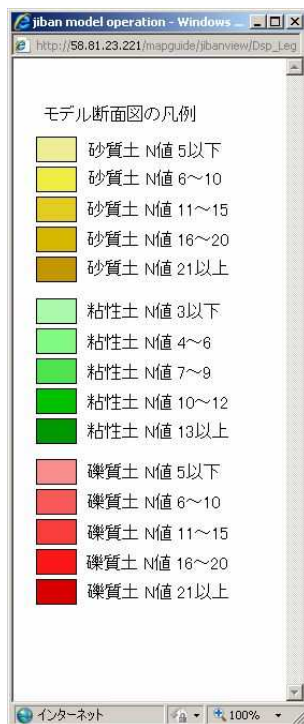 jiban model operation - Windows ...
http://58.81.23.221/mapguide/jibanview/Dsp_Leg
モデル断面図の凡例
砂質土 N値 5以下
砂質土 N値 6～10
砂質土 N値 11～15
砂質土 N値 16～20
砂質土 N値 21以上
粘性土 N値 3以下
粘性土 N値 4～6
粘性土 N値 7～9
粘性土 N値 10～12
粘性土 N値 13以上
礫質土 N値 5以下
礫質土 N値 6～10
礫質土 N値 11～15
礫質土 N値 16～20
礫質土 N値 21以上
インターネット
100%